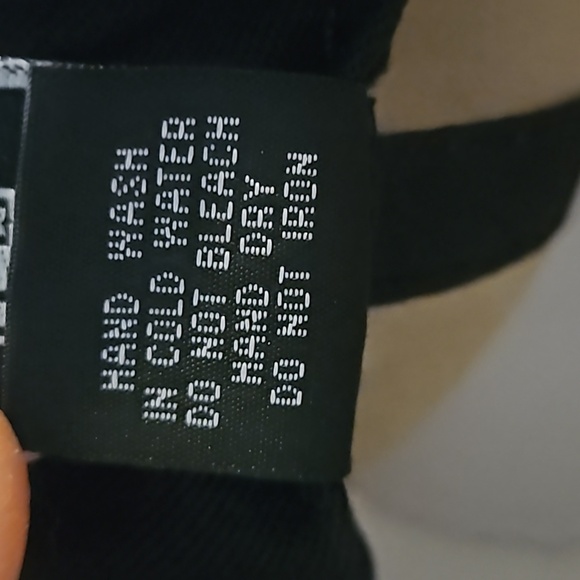 HAND WASH
IN COLD WATER
DO NOT BLEACH
HAND DRY
DO NOT IRON